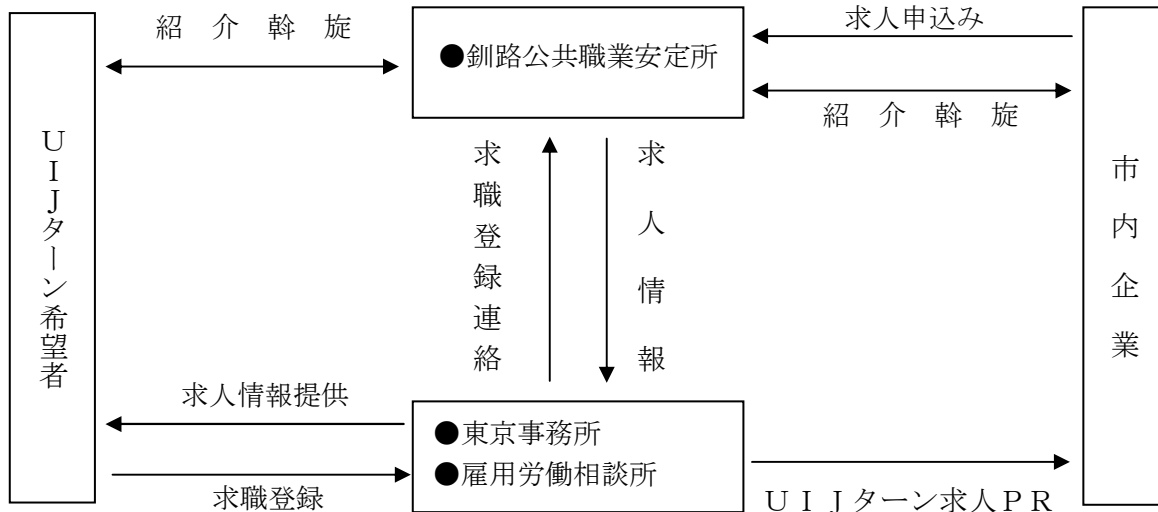 紹介斡旋
●釧路公共職業安定所
求人申込み
紹介斡旋
UIJターン希望者
求職登録連絡
求人情報
市内企業
求人情報提供
●東京事務所
●雇用労働相談所
求職登録
UIJターン求人PR